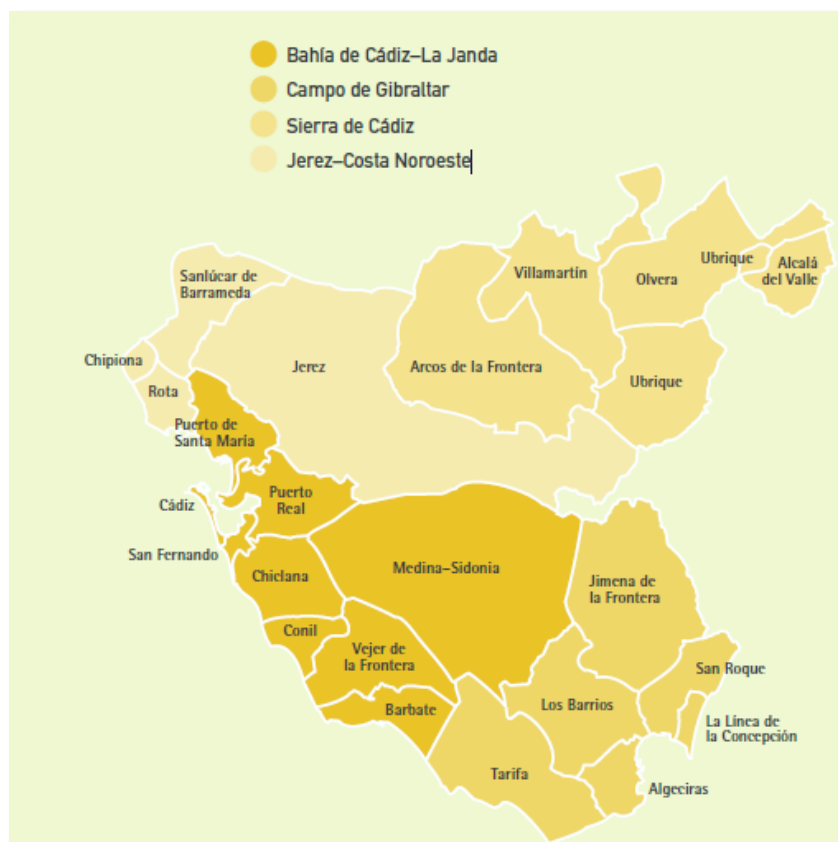 Bahía de Cádiz–La Janda
Campo de Gibraltar
Sierra de Cádiz
Jerez–Costa Noroeste
Sanlúcar de
Barrameda
Villamartín
Olvera
Ubrique
Alcalá
del Valle
Chipiona
Rota
Jerez
Arcos de la Frontera
Ubrique
Puerto de
Santa María
Cádiz
Puerto
Real
San Fernando
Chiclana
Medina–Sidonia
Jimena de
la Frontera
Conil
Vejer de
la Frontera
San Roque
Barbate
Los Barrios
La Línea de
la Concepción
Tarifa
Algeciras